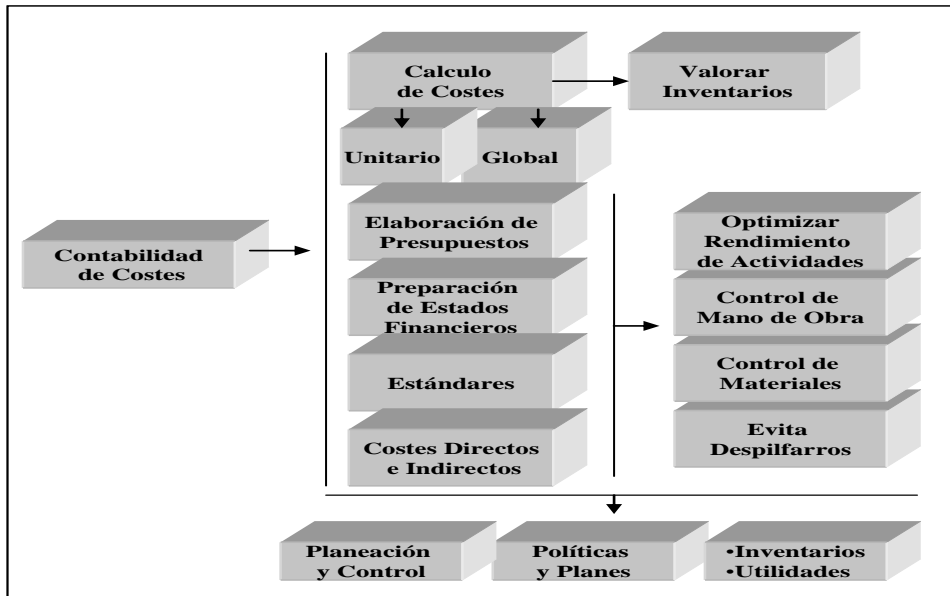 Calculo
de Costes
Valorar
Inventarios
Unitario
Global
Contabilidad
de Costes
Elaboración de
Presupuestos
Preparación
de Estados
Financieros
Estándares
Costes Directos
e Indirectos
Optimizar
Rendimiento
de Actividades
Control de
Mano de Obra
Control de
Materiales
Evita
Despilfarros
Planeación
y Control
Políticas
y Planes
•Inventarios
•Utilidades